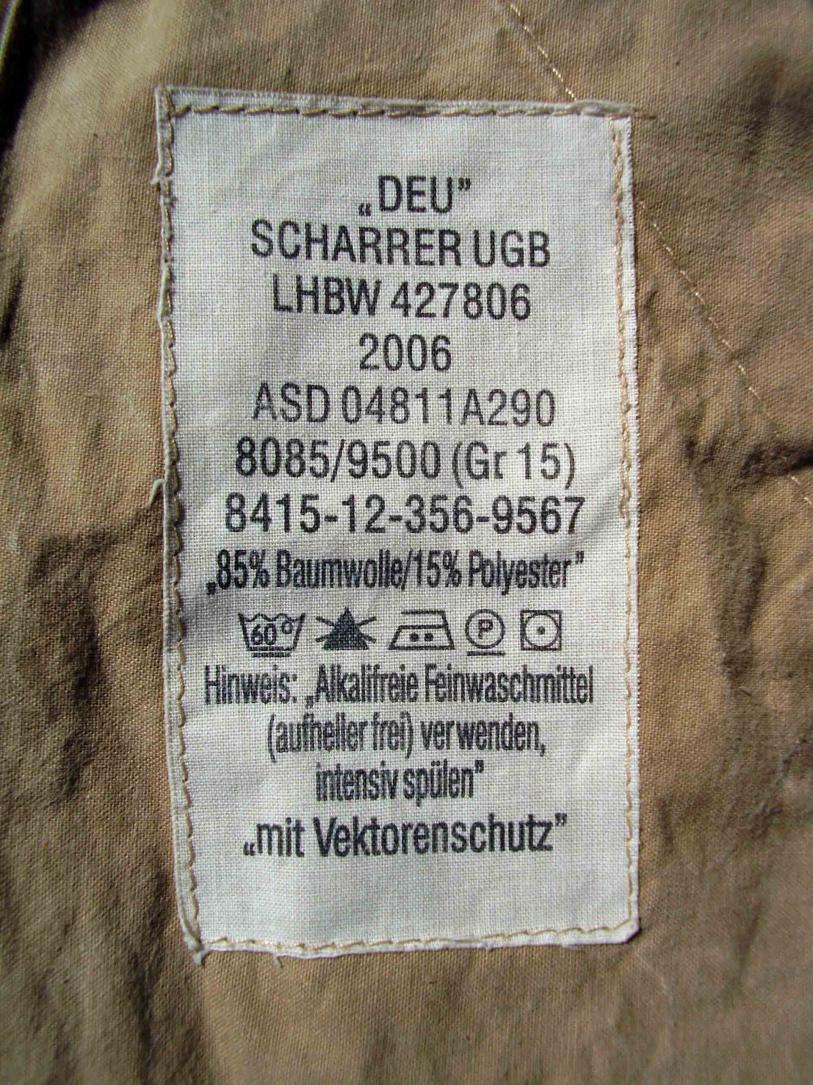 „DEU”
SCHARRER UGB
LHBW 427806
2006
ASD 04811A290
8085/9500 (Gr 15)
8415-12-356-9567
„85% Baumwolle/15% Polyester”
60° P
Hinweis: „Alkalifreie Feinwaschmittel
(aufheller frei) verwenden,
intensiv spülen”
„mit Vektorenschutz”